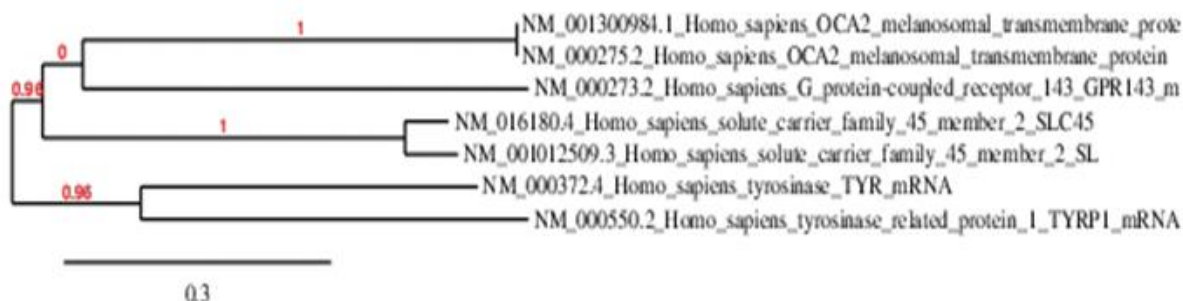 1
NM_001300984.1_Homo_sapiens_OCA2_melanosomal_transmembrane_prote
0
NM_000275.2_Homo_sapiens_OCA2_melanosomal_transmembrane_protein
0.96
NM_000273.2_Homo_sapiens_G_protein-coupled_receptor_143_GPR143_m
1
NM_016180.4_Homo_sapiens_solute_carrier_family_45_member_2_SLC45
NM_001012509.3_Homo_sapiens_solute_carrier_family_45_member_2_SL
0.96
NM_000372.4_Homo_sapiens_tyrosinase_TYR_mRNA
NM_000550.2_Homo_sapiens_tyrosinase_related_protein_1_TYRP1_mRNA
0.3